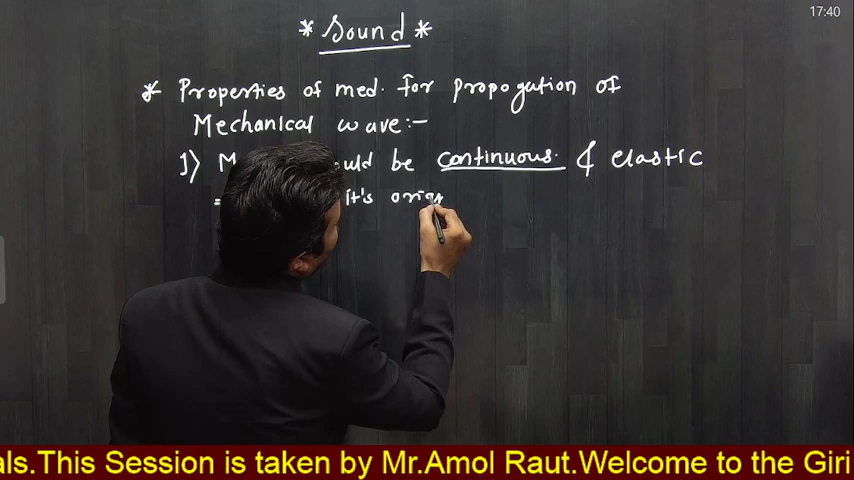 17:40
* Sound *
* Properties of med. for propogation of
Mechanical wave:-
1) be continuous. & elastic
it's
als.This Session is taken by Mr.Amol Raut.Welcome to the Giri